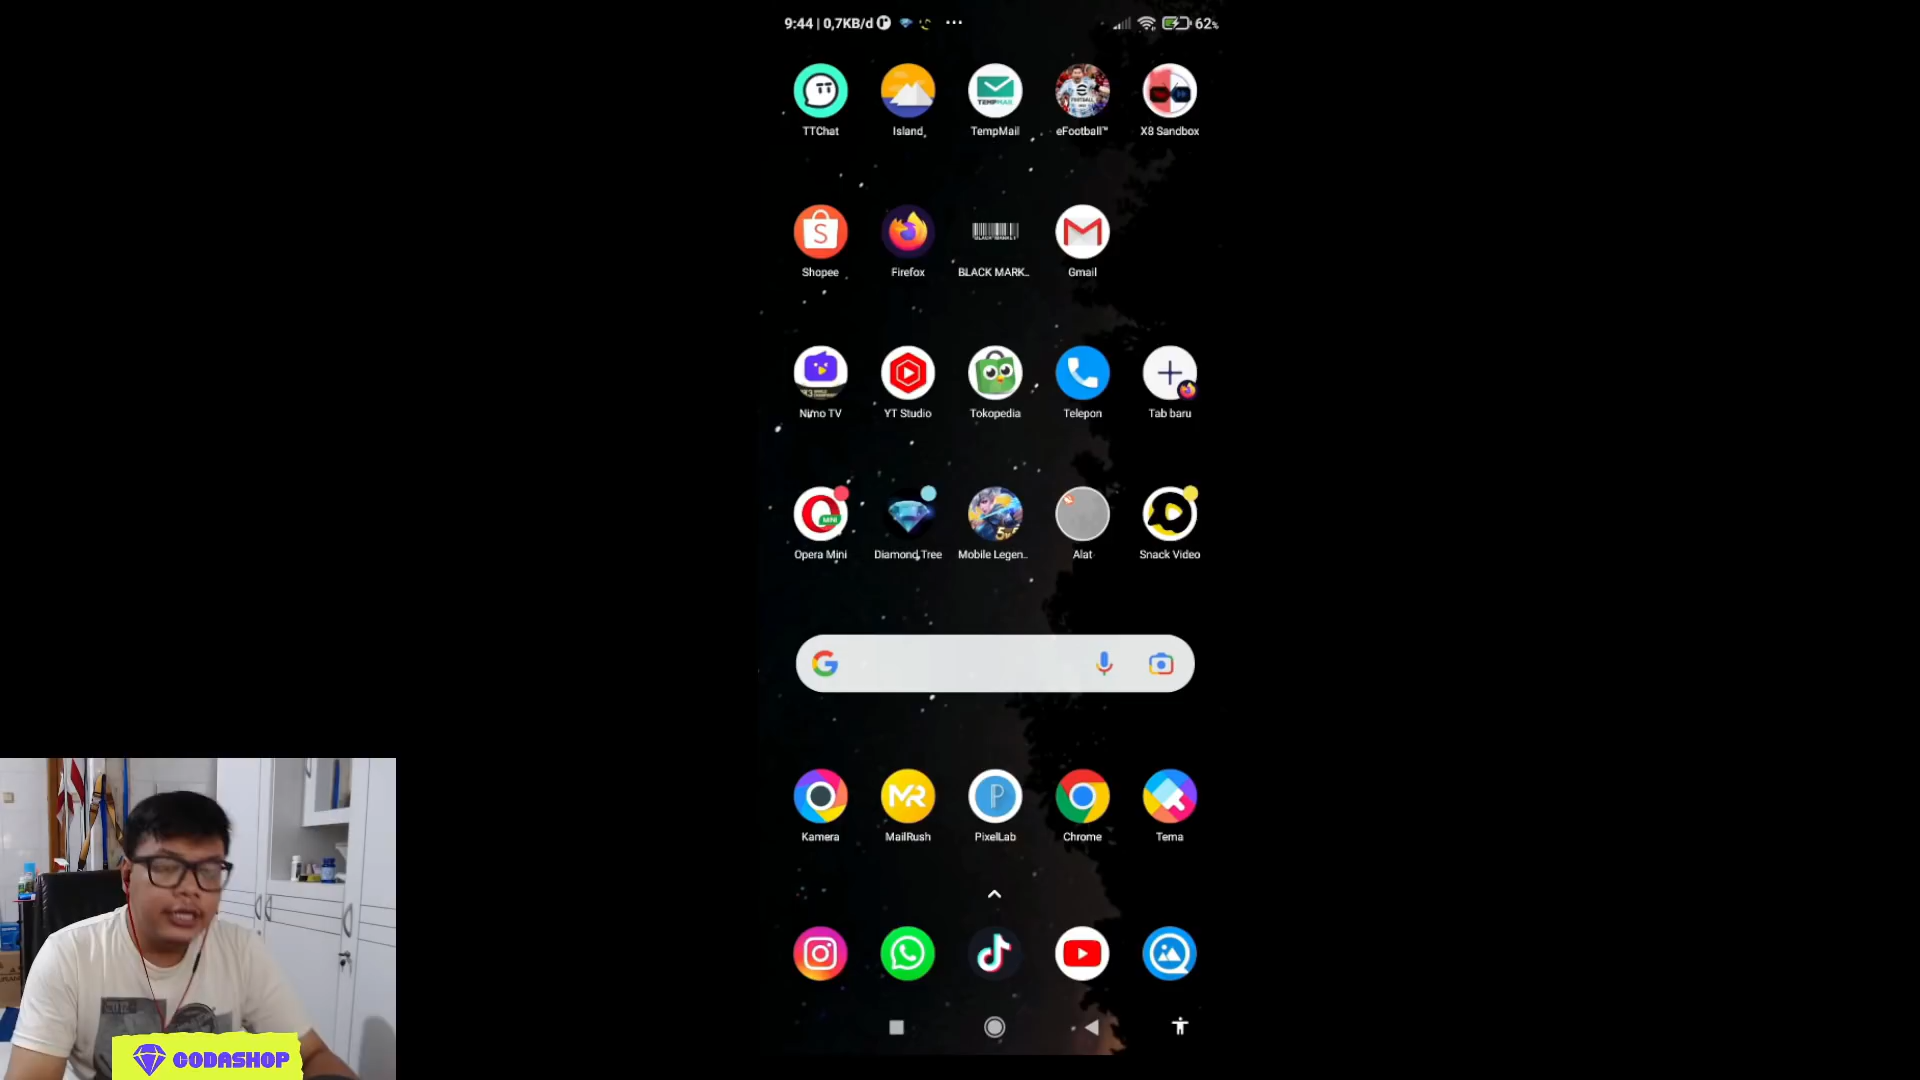 9:44 | 0,7KB/d
62%
TTChat Island TempMail eFootball™ X8 Sandbox
Shopee Firefox BLACK MARK.. Gmail
Nimo TV YT Studio Tokopedia Telepon Tab baru
Opera Mini Diamond Tree Mobile Legen.. Alat Snack Video
Kamera MailRush PixelLab Chrome Tema
CODASHOP